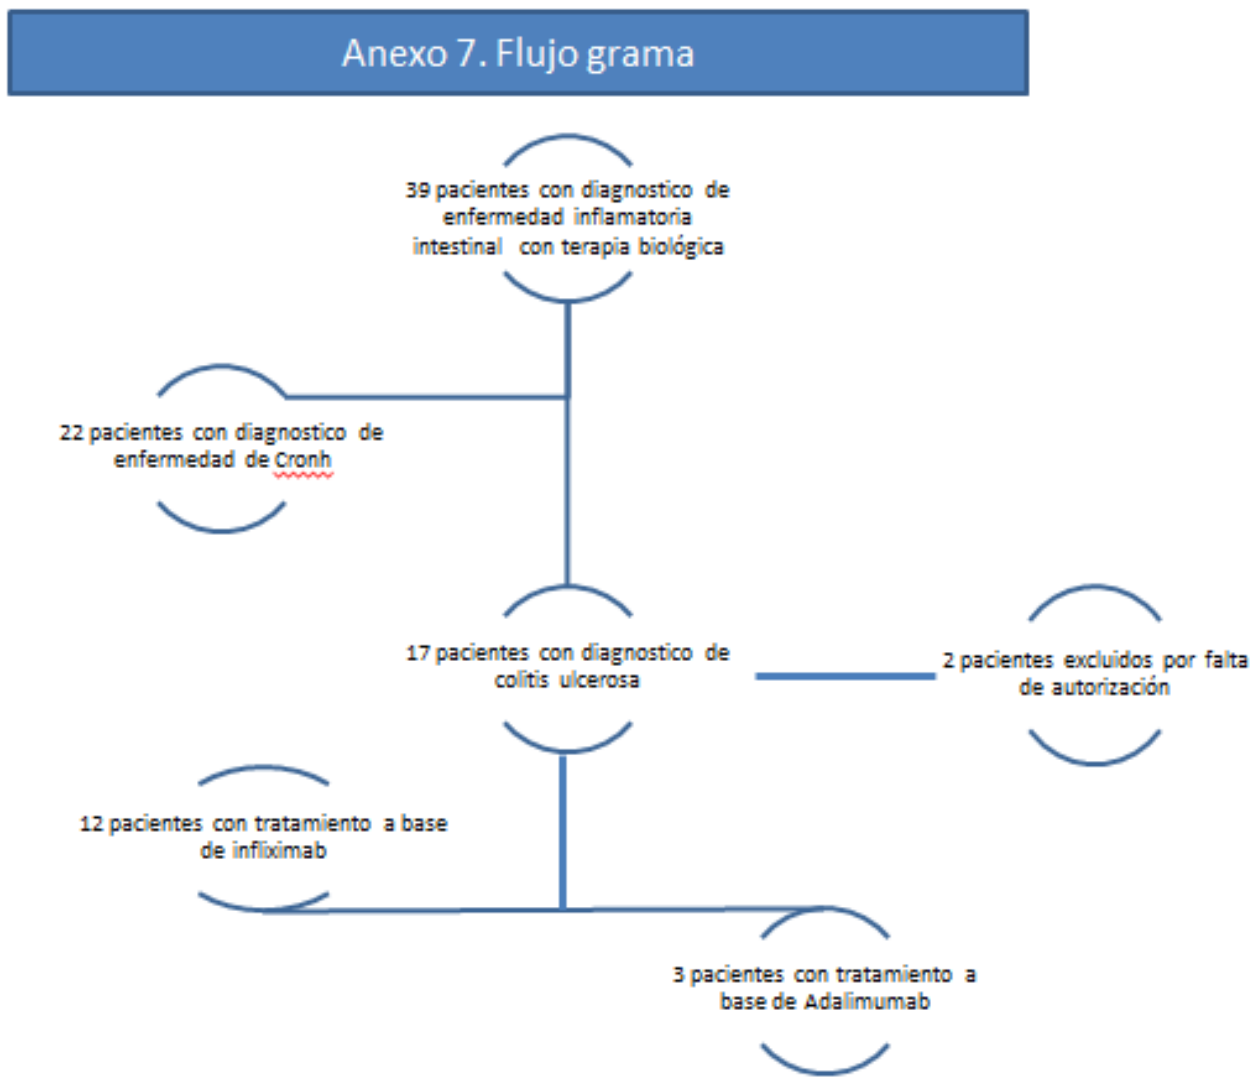 Anexo 7. Flujo grama
39 pacientes con diagnostico de
enfermedad inflamatoria
intestinal con terapia biológica
22 pacientes con diagnostico de
enfermedad de Cronh
17 pacientes con diagnostico de
colitis ulcerosa
2 pacientes excluidos por falta
de autorización
12 pacientes con tratamiento a base
de infliximab
3 pacientes con tratamiento a
base de Adalimumab